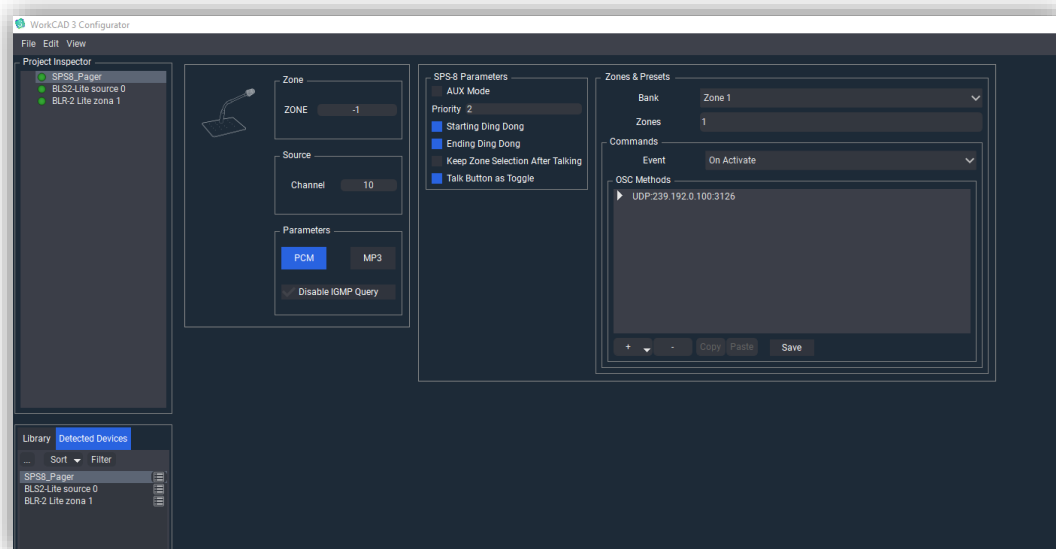 WorkCAD 3 Configurator
File Edit View
Project Inspector
SPS8_Pager
BLS2-Lite source 0
BLR-2 Lite zona 1
Zone
ZONE -1
Source
Channel 10
Parameters
PCM MP3
Disable IGMP Query
SPS-8 Parameters
AUX Mode
Priority 2
Starting Ding Dong
Ending Ding Dong
Keep Zone Selection After Talking
Talk Button as Toggle
Zones & Presets
Bank Zone 1
Zones 1
Commands
Event On Activate
OSC Methods
UDP:239.192.0.100:3126
+ - Copy Paste Save
Library Detected Devices
... Sort Filter
SPS8_Pager
BLS2-Lite source 0
BLR-2 Lite zona 1